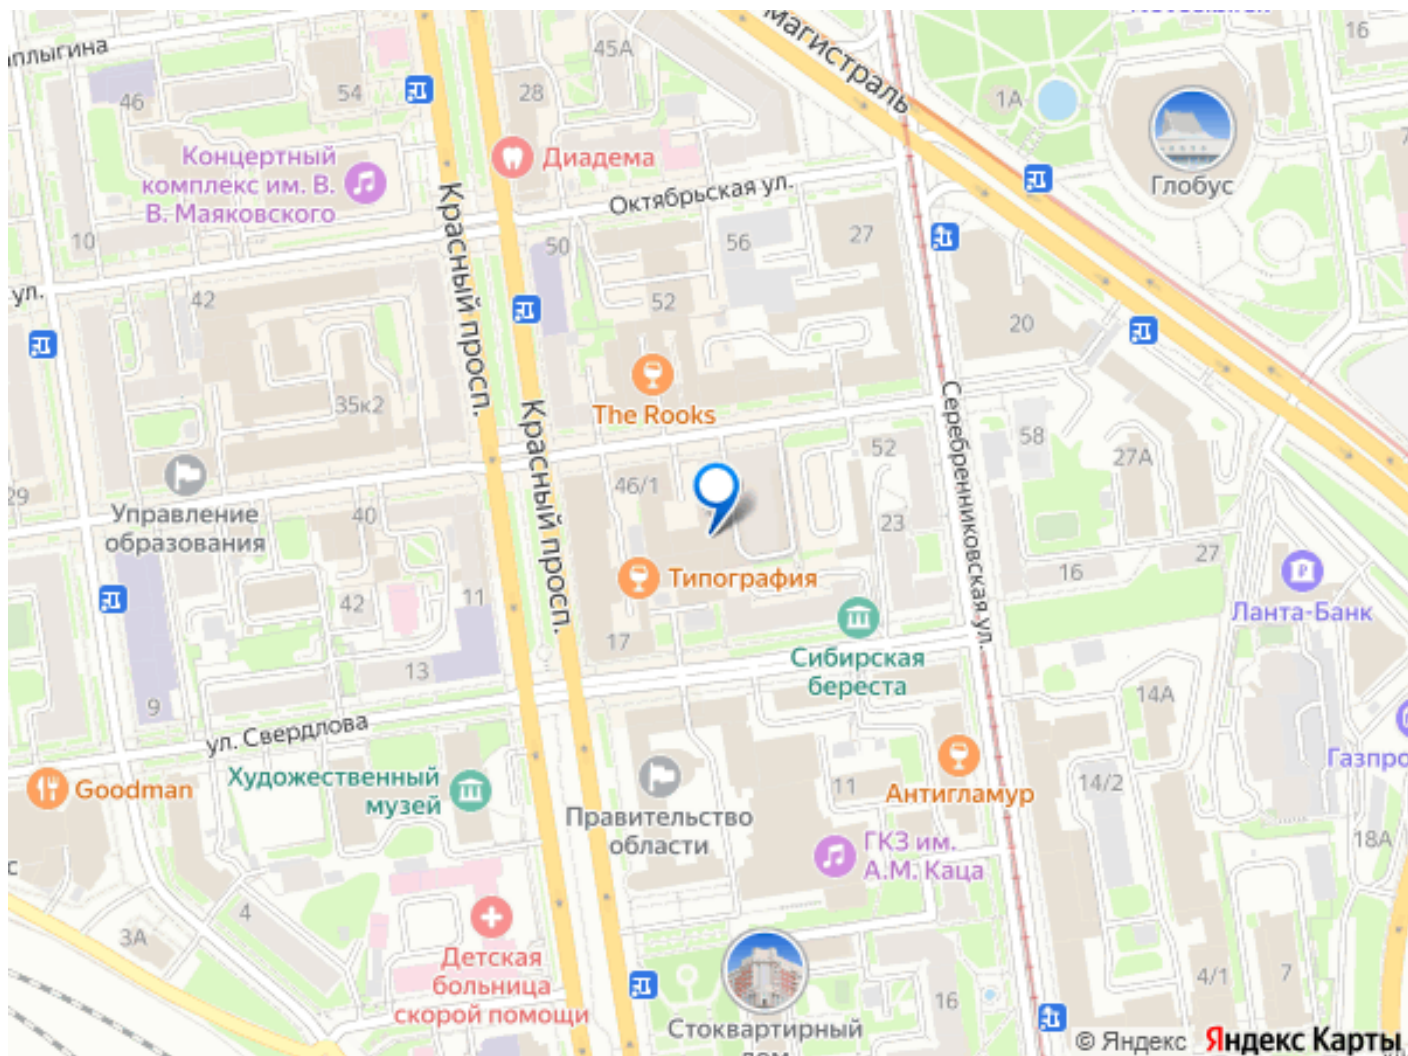 магистраль
16
45А
54
46
28
1А
Концертный
комплекс им. В.
В. Маяковского
Диадема
Глобус
Октябрьская ул.
10
50
56
27
Красный просп.
ул.
42
52
20
35к2
The Rooks
Красный просп.
Серебренниковская ул.
58
52
27А
29
Управление
образования
40
46/1
23
27
16
Типография
42
11
Ланта-Банк
17
13
Сибирская
береста
9
14А
ул. Свердлова
Goodman
Художественный
музей
Правительство
области
11
Антигламур
14/2
18А
ГКЗ им.
А.М. Каца
4
3А
Детская
больница
скорой помощи
4/1
7
16
Стоквартирный
© Яндекс Яндекс Карты